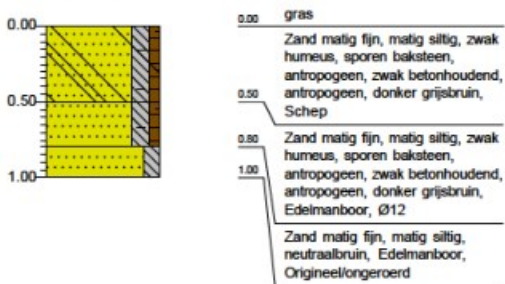 0.00
0.50
1.00
0.00
gras
Zand matig fijn, matig siltig, zwak
humeus, sporen baksteen,
antropogeen, zwak betonhoudend,
antropogeen, donker grijsbruin,
Schep
0.50
Zand matig fijn, matig siltig, zwak
humeus, sporen baksteen,
antropogeen, zwak betonhoudend,
antropogeen, donker grijsbruin,
Edelmanboor, Ø12
0.80
Zand matig fijn, matig siltig,
neutraalbruin, Edelmanboor,
Origineel/ongeroerd
1.00